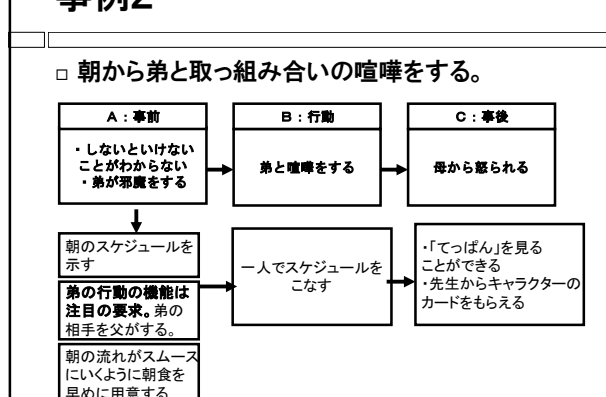 事例2
□ 朝から弟と取っ組み合いの喧嘩をする。
A：事前
B：行動
C：事後
・しないといけない
ことがわからない
・弟が邪魔をする
弟と喧嘩をする
母から怒られる
朝のスケジュールを
示す
弟の行動の機能は
注目の要求。弟の
相手を父がする。
朝の流れがスムース
にいくように朝食を
早めに用意する
一人でスケジュールを
こなす
・「てっぱん」を見る
ことができる
・先生からキャラクターの
カードをもらえる